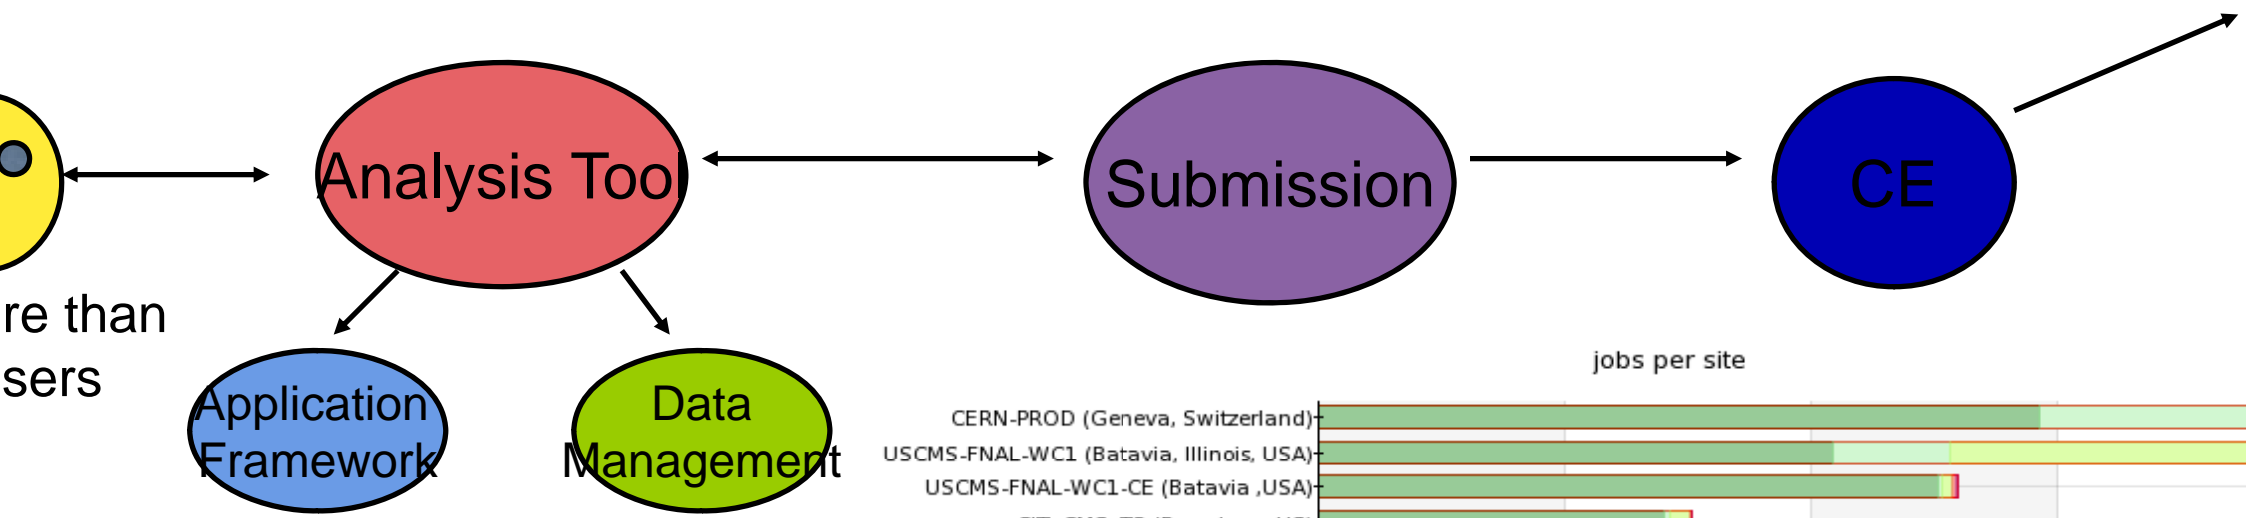 Analysis Tool
Submission
CE
re than
sers
Application
Framework
Data
Management
jobs per site
CERN-PROD (Geneva, Switzerland)
USCMS-FNAL-WC1 (Batavia, Illinois, USA)
USCMS-FNAL-WC1-CE (Batavia ,USA)